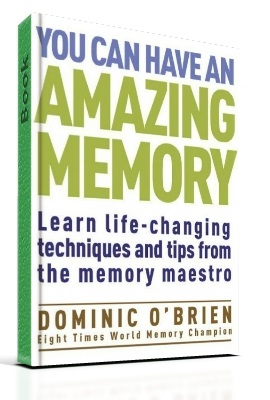 Book
YOU CAN HAVE AN
AMAZING
MEMORY
Learn life-changing
techniques and tips from
the memory maestro
DOMINIC O'BRIEN
Eight Times World Memory Champion